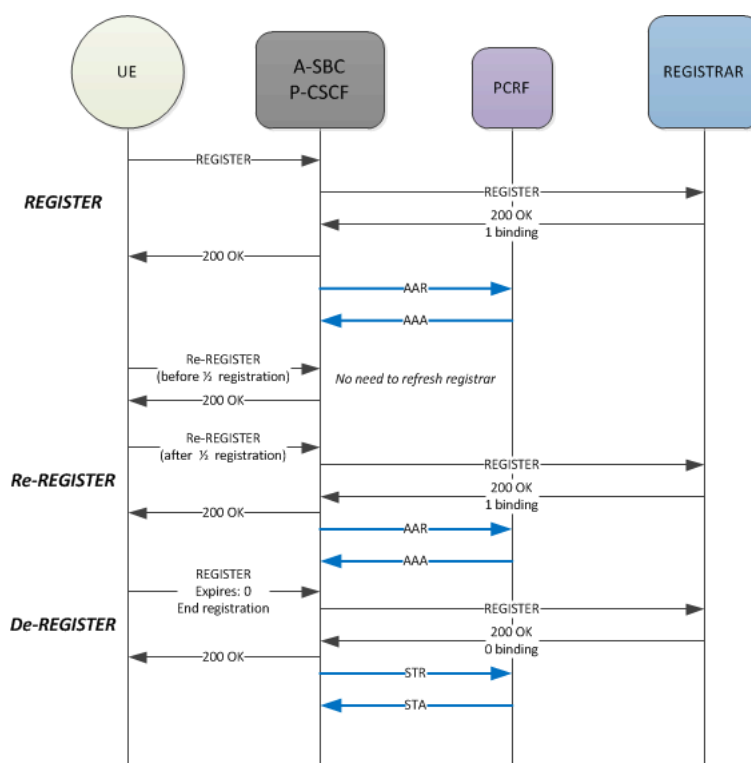 UE
A-SBC
P-CSCF
PCRF
REGISTRAR
REGISTER
REGISTER
REGISTER
200 OK
1 binding
200 OK
AAR
AAA
Re-REGISTER
(before ½ registration)
No need to refresh registrar
200 OK
Re-REGISTER
(after ½ registration)
REGISTER
Re-REGISTER
200 OK
1 binding
200 OK
AAR
AAA
REGISTER
Expires: 0
End registration
REGISTER
De-REGISTER
200 OK
0 binding
200 OK
STR
STA